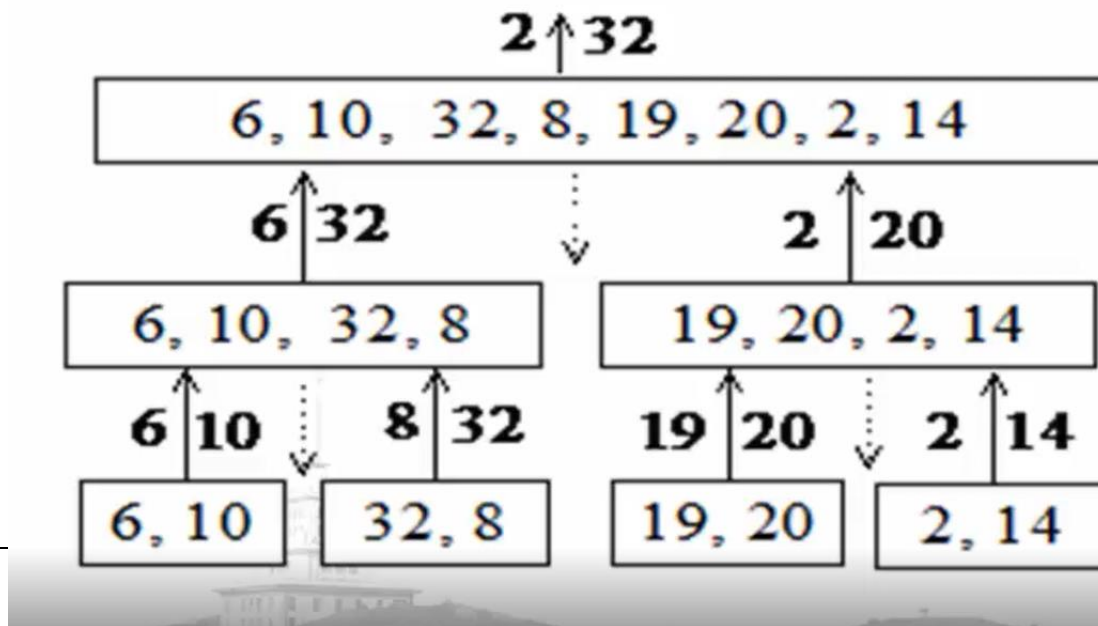 2 32
6, 10, 32, 8, 19, 20, 2, 14
6 32 2 20
6, 10, 32, 8 19, 20, 2, 14
6 10 8 32 19 20 2 14
6, 10 32, 8 19, 20 2, 14